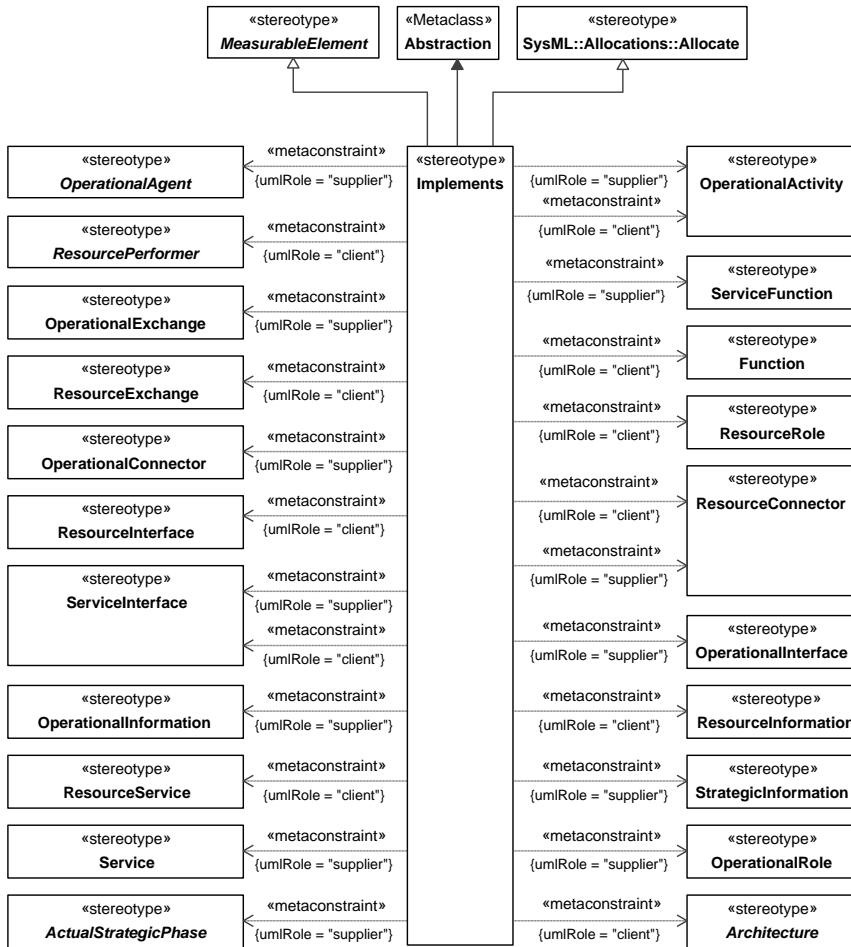 «stereotype»
MeasurableElement
«Metaclass»
Abstraction
«stereotype»
SysML::Allocations::Allocate
«stereotype»
Implements
«stereotype»
OperationalAgent
«metaconstraint»
{umlRole = "supplier"}
«stereotype»
ResourcePerformer
«metaconstraint»
{umlRole = "client"}
«stereotype»
OperationalExchange
«metaconstraint»
{umlRole = "supplier"}
«stereotype»
ResourceExchange
«metaconstraint»
{umlRole = "client"}
«stereotype»
OperationalConnector
«metaconstraint»
{umlRole = "supplier"}
«stereotype»
ResourceInterface
«metaconstraint»
{umlRole = "client"}
«stereotype»
ServiceInterface
«metaconstraint»
{umlRole = "supplier"}
«metaconstraint»
{umlRole = "client"}
«stereotype»
OperationalInformation
«metaconstraint»
{umlRole = "supplier"}
«stereotype»
ResourceService
«metaconstraint»
{umlRole = "client"}
«stereotype»
Service
«metaconstraint»
{umlRole = "supplier"}
«stereotype»
ActualStrategicPhase
«metaconstraint»
{umlRole = "supplier"}
«metaconstraint»
{umlRole = "supplier"}
«metaconstraint»
{umlRole = "client"}
«stereotype»
OperationalActivity
«metaconstraint»
{umlRole = "supplier"}
«stereotype»
ServiceFunction
«metaconstraint»
{umlRole = "client"}
«stereotype»
Function
«metaconstraint»
{umlRole = "client"}
«stereotype»
ResourceRole
«metaconstraint»
{umlRole = "client"}
«metaconstraint»
{umlRole = "supplier"}
«stereotype»
ResourceConnector
«metaconstraint»
{umlRole = "supplier"}
«stereotype»
OperationalInterface
«metaconstraint»
{umlRole = "client"}
«stereotype»
ResourceInformation
«metaconstraint»
{umlRole = "supplier"}
«stereotype»
StrategicInformation
«metaconstraint»
{umlRole = "supplier"}
«stereotype»
OperationalRole
«metaconstraint»
{umlRole = "client"}
«stereotype»
Architecture